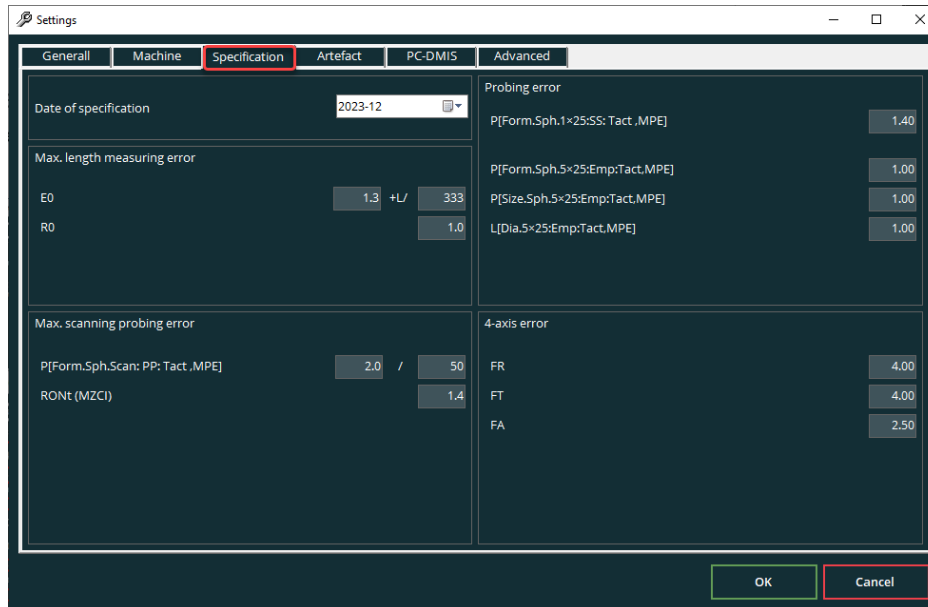 Settings
Generall Machine Specification Artefact PC-DMIS Advanced
Date of specification 2023-12
Max. length measuring error
E0 1.3 +L/ 333
R0 1.0
Probing error
P[Form.Sph.1×25:SS: Tact ,MPE] 1.40
P[Form.Sph.5×25:Emp:Tact,MPE] 1.00
P[Size.Sph.5×25:Emp:Tact,MPE] 1.00
L[Dia.5×25:Emp:Tact,MPE] 1.00
Max. scanning probing error
P[Form.Sph.Scan: PP: Tact ,MPE] 2.0 / 50
RONt (MZCI) 1.4
4-axis error
FR 4.00
FT 4.00
FA 2.50
OK Cancel